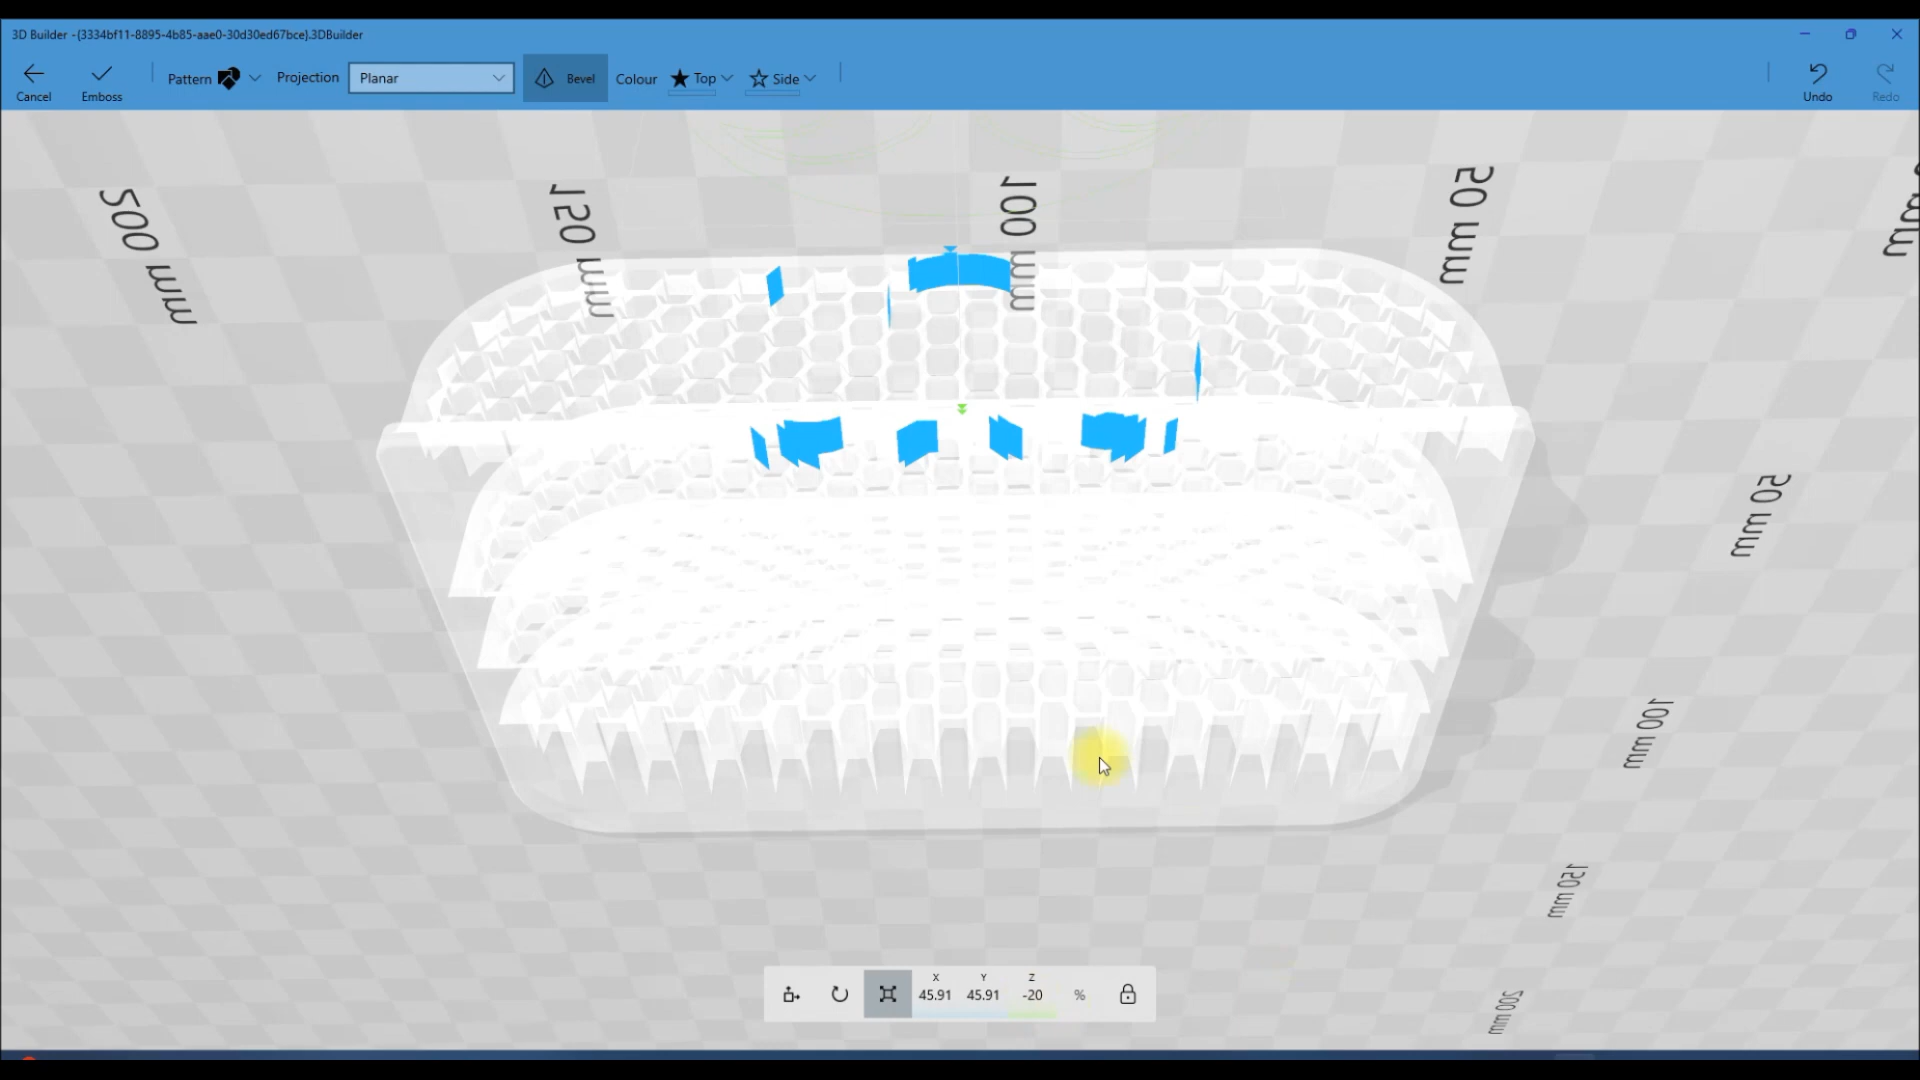 3D Builder - {3334bf11-8895-4b85-aae0-30d30ed67bce}.3DBuilder
Cancel
Emboss
Pattern
Projection
Planar
Bevel
Colour
Top
Side
Undo
Redo
200 mm
150 mm
100 mm
50 mm
50 mm
100 mm
150 mm
200 mm
X Y Z
45.91 45.91 -20 %